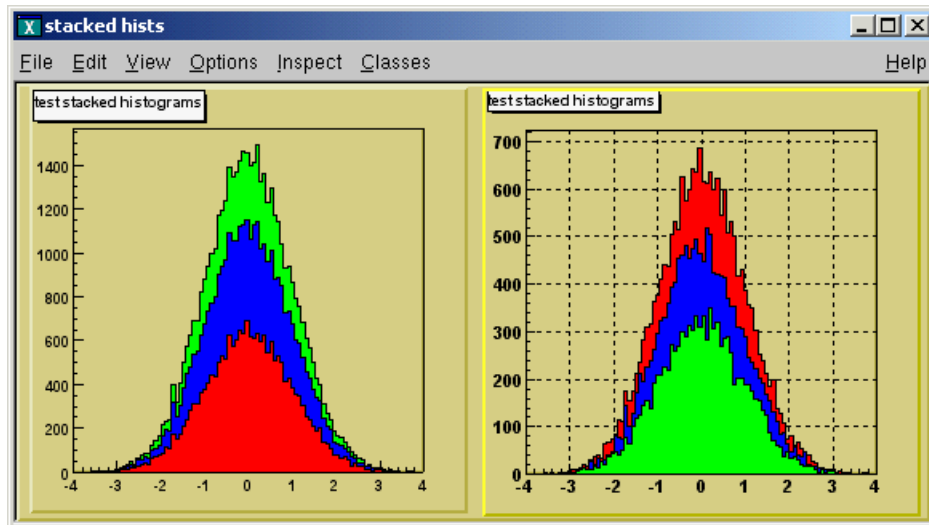 X stacked hists
File Edit View Options Inspect Classes Help
test stacked histograms
1400
1200
1000
800
600
400
200
0
-4 -3 -2 -1 0 1 2 3 4
test stacked histograms
700
600
500
400
300
200
100
0
-4 -3 -2 -1 0 1 2 3 4